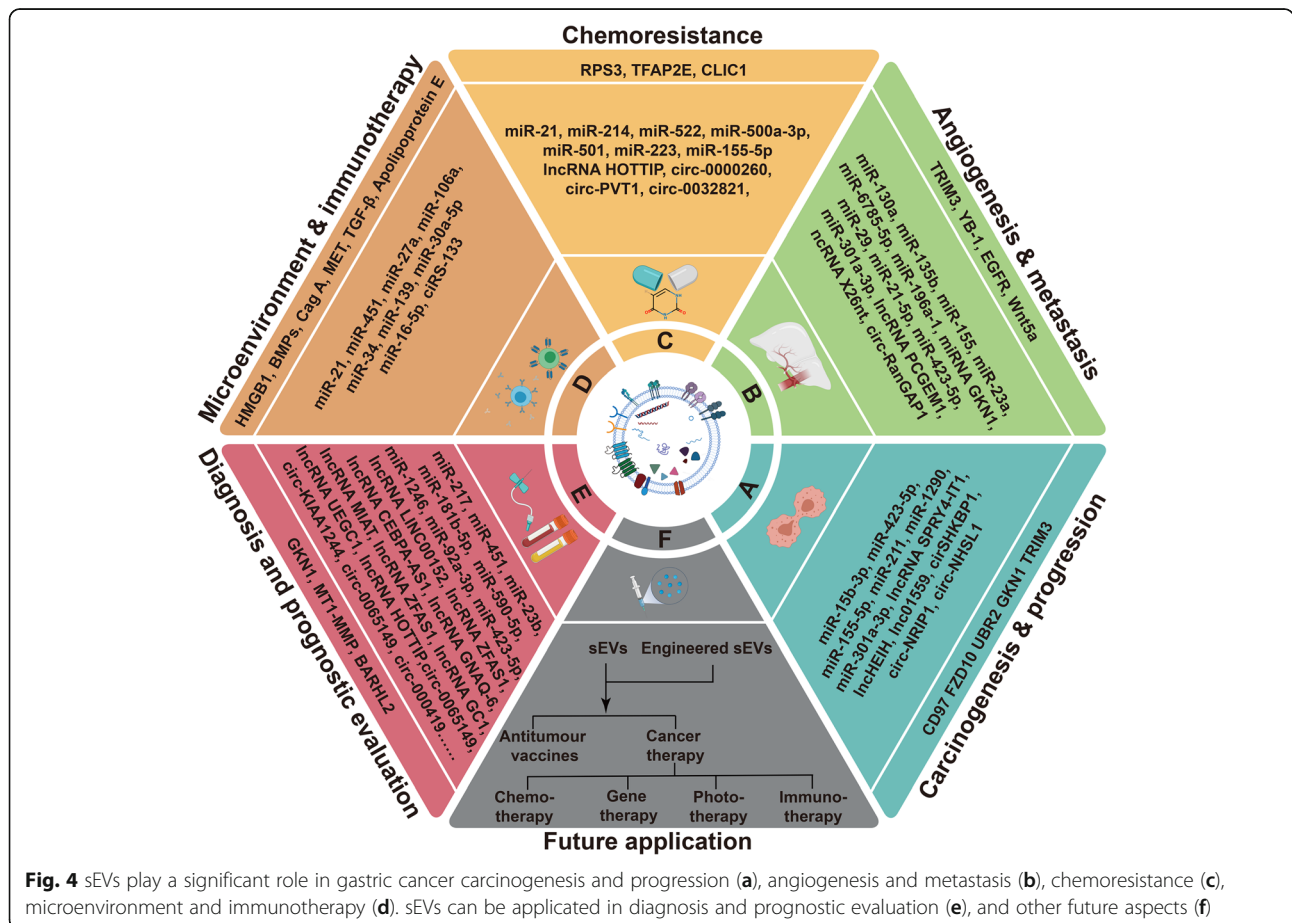 Chemoresistance
RPS3, TFAP2E, CLIC1
miR-21, miR-214, miR-522, miR-500a-3p,
miR-501, miR-223, miR-155-5p
lncRNA HOTTIP, circ-0000260,
circ-PVT1, circ-0032821,
C
Angiogenesis & metastasis
TRIM3, YB-1, EGFR, Wnt5a
miR-130a, miR-135b, miR-155, miR-23a,
miR-6785-5p, miR-196a-1, miRNA GKN1,
miR-29, miR-21-5p, miR-423-5p,
miR-301a-3p, lncRNA PCGEM1.
ncRNA X26nt, circ-RanGAP1
B
Carcinogenesis & progression
CD97 FZD10 UBR2 GKN1 TRIM3
miR-15b-3p, miR-423-5p,
miR-155-5p, miR-211, miR-1290,
miR-301a-3p, lncRNA SPRY4-IT1,
lncHEIH, lnc01559, cirSHKBP1,
circ-NRIP1, circ-NHSL1
A
Microenvironment & immunotherapy
HMGB1, BMPs, Cag A, MET, TGF-β, Apolipoprotein E
miR-21, miR-451, miR-27a, miR-106a,
miR-34, miR-139, miR-30a-5p
miR-16-5p, ciRS-133
D
Diagnosis and prognostic evaluation
GKN1, MT1-MMP, BARHL2
miR-217, miR-451, miR-23b,
miR-181b-5p, miR-590-5p,
miR-1246, miR-92a-3p, miR-423-5p,
lncRNA LINC00152, lncRNA ZFAS1,
lncRNA CEBPA-AS1, lncRNA GNAQ-6,
lncRNA MIAT, lncRNA ZFAS1, lncRNA GC1,
lncRNA UEGC1, lncRNA HOTTIP,circ-0065149,
circ-KIAA1244, circ-0065149, circ-000419......
E
F
sEVs Engineered sEVs
Antitumour
vaccines
Cancer
therapy
Chemo-
therapy
Gene
therapy
Photo-
therapy
Immuno-
therapy
Future application
Fig. 4 sEVs play a significant role in gastric cancer carcinogenesis and progression (a), angiogenesis and metastasis (b), chemoresistance (c),
microenvironment and immunotherapy (d). sEVs can be applicated in diagnosis and prognostic evaluation (e), and other future aspects (f)